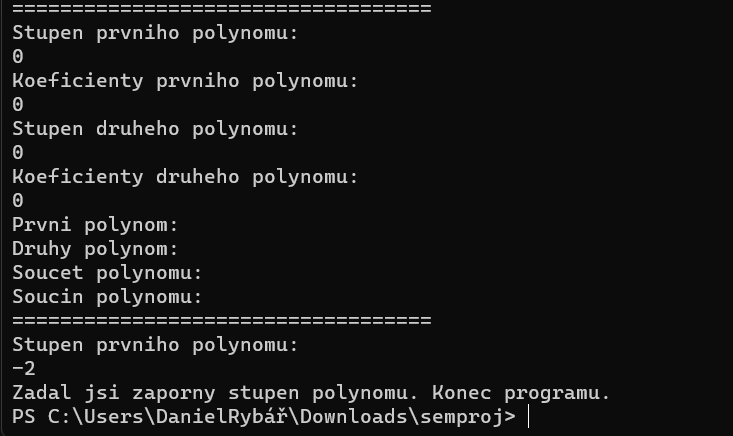 ===================================
Stupen prvniho polynomu:
0
Koeficienty prvniho polynomu:
0
Stupen druheho polynomu:
0
Koeficienty druheho polynomu:
0
Prvni polynom:
Druhy polynom:
Soucet polynomu:
Soucin polynomu:
===================================
Stupen prvniho polynomu:
-2
Zadal jsi zaporny stupen polynomu. Konec programu.
PS C:\Users\DanielRybář\Downloads\semproj>